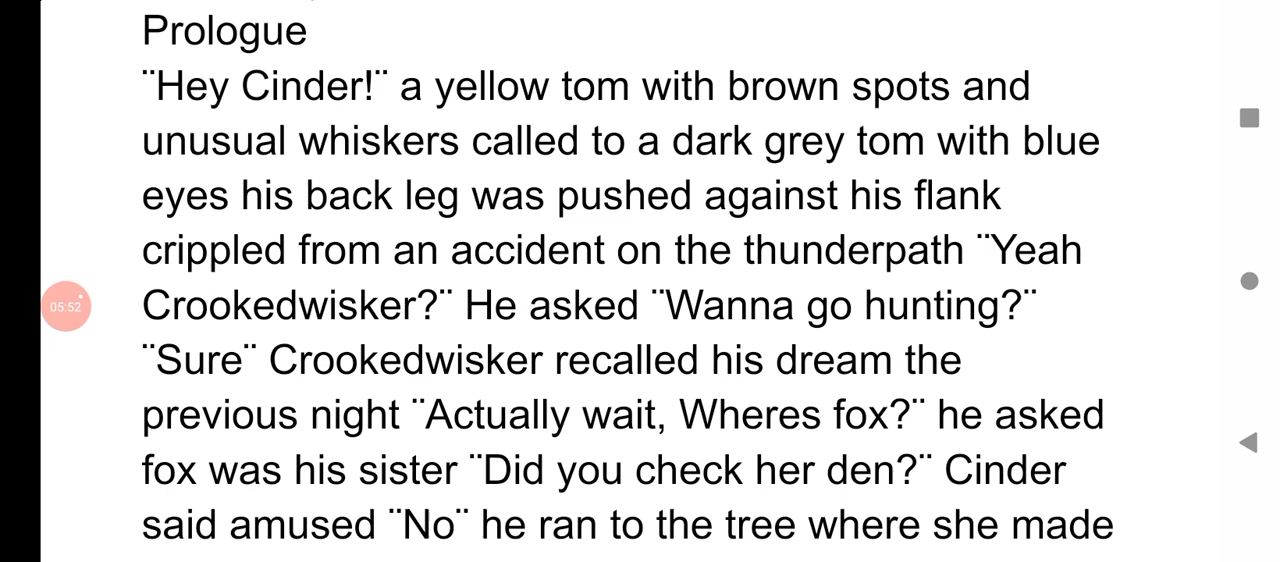 Prologue
¨Hey Cinder!¨ a yellow tom with brown spots and
unusual whiskers called to a dark grey tom with blue
eyes his back leg was pushed against his flank
crippled from an accident on the thunderpath ¨Yeah
Crookedwisker?¨ He asked ¨Wanna go hunting?¨
¨Sure¨ Crookedwisker recalled his dream the
previous night ¨Actually wait, Wheres fox?¨ he asked
fox was his sister ¨Did you check her den?¨ Cinder
said amused ¨No¨ he ran to the tree where she made
05:52